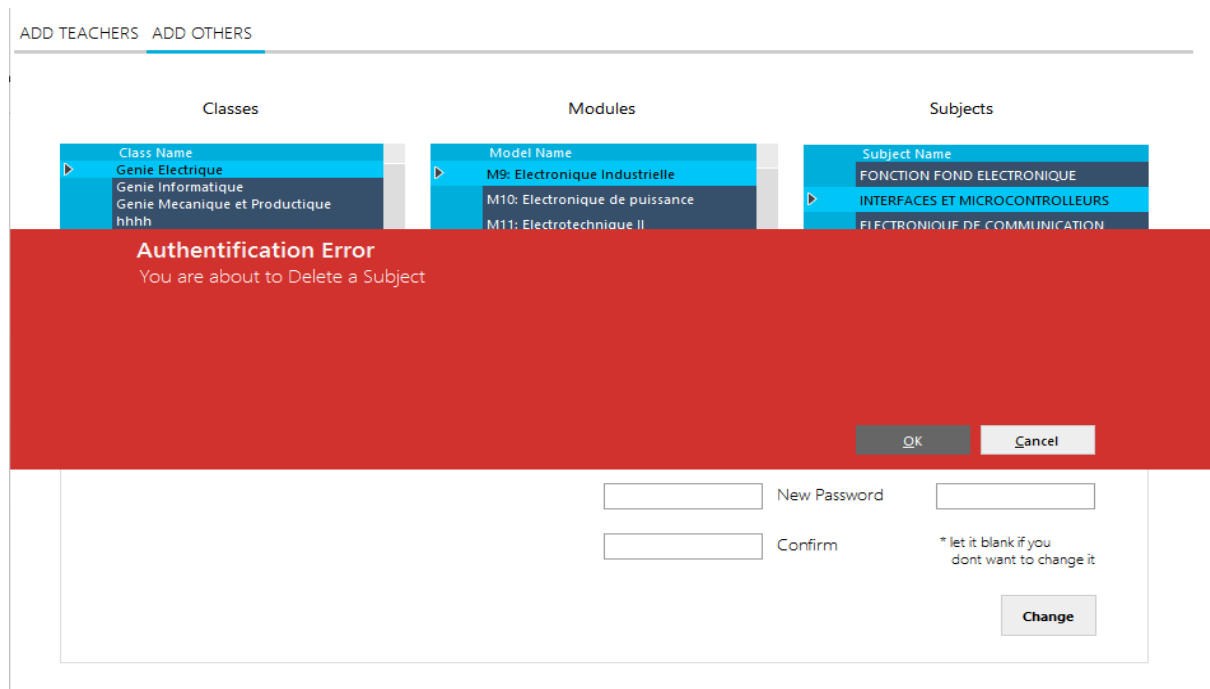 ADD TEACHERS ADD OTHERS
Classes Modules Subjects
Class Name
Genie Electrique
Genie Informatique
Genie Mecanique et Productique
hhhh
Model Name
M9: Electronique Industrielle
M10: Electronique de puissance
M11: Electrotechnique II
Subject Name
FONCTION FOND ELECTRONIQUE
INTERFACES ET MICROCONTROLLEURS
ELECTRONIQUE DE COMMUNICATION
Authentification Error
You are about to Delete a Subject
OK Cancel
New Password
Confirm
* let it blank if you
dont want to change it
Change